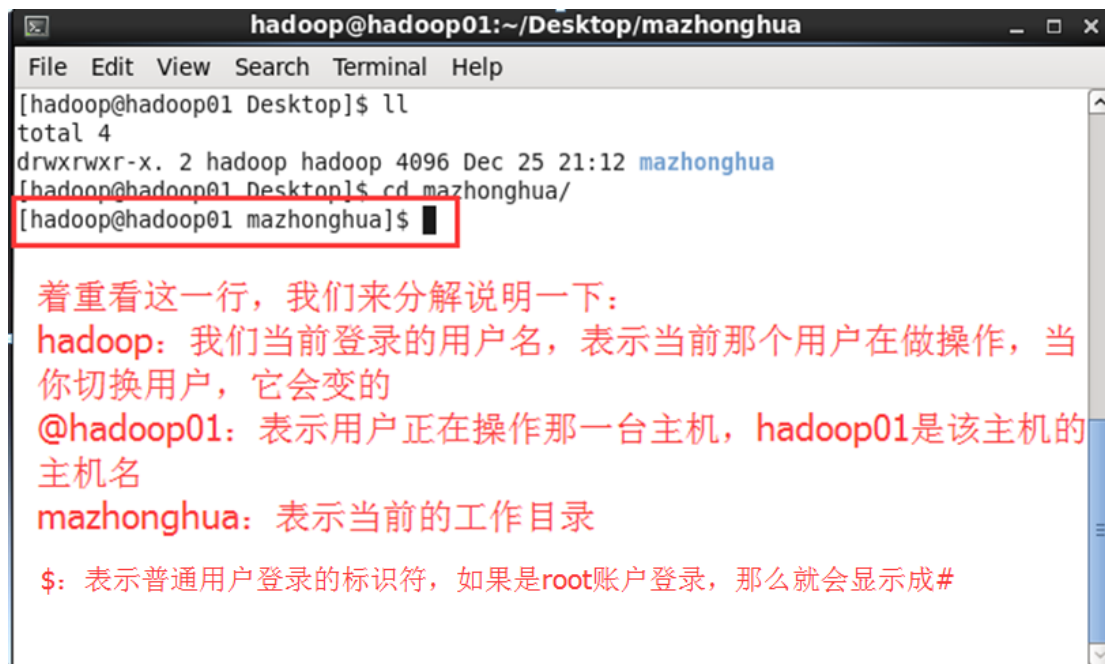 hadoop@hadoop01:~/Desktop/mazhonghua
File Edit View Search Terminal Help
[hadoop@hadoop01 Desktop]$ ll
total 4
drwxrwxr-x. 2 hadoop hadoop 4096 Dec 25 21:12 mazhonghua
[hadoop@hadoop01 Desktop]$ cd mazhonghua/
[hadoop@hadoop01 mazhonghua]$
着重看这一行，我们来分解说明一下：
hadoop：我们当前登录的用户名，表示当前那个用户在做操作，当
你切换用户，它会变的
@hadoop01：表示用户正在操作那一台主机，hadoop01是该主机的
主机名
mazhonghua：表示当前的工作目录
$：表示普通用户登录的标识符，如果是root账户登录，那么就会显示成#